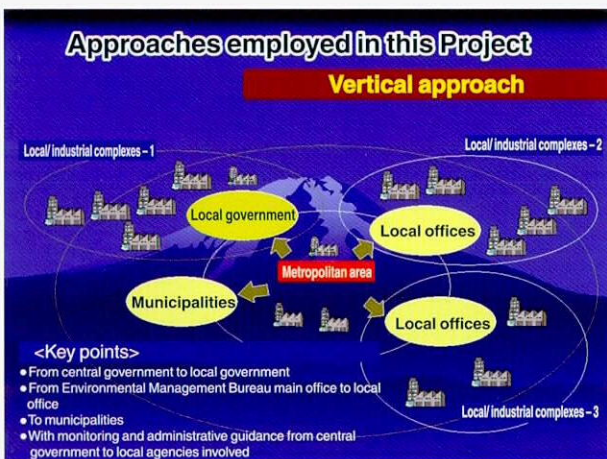 Approaches employed in this Project
Vertical approach
Local/ industrial complexes – 1
Local/ industrial complexes – 2
Local government
Local offices
Metropolitan area
Municipalities
Local offices
<Key points>
●From central government to local government
●From Environmental Management Bureau main office to local
office
●To municipalities
●With monitoring and administrative guidance from central
government to local agencies involved
Local/ industrial complexes – 3